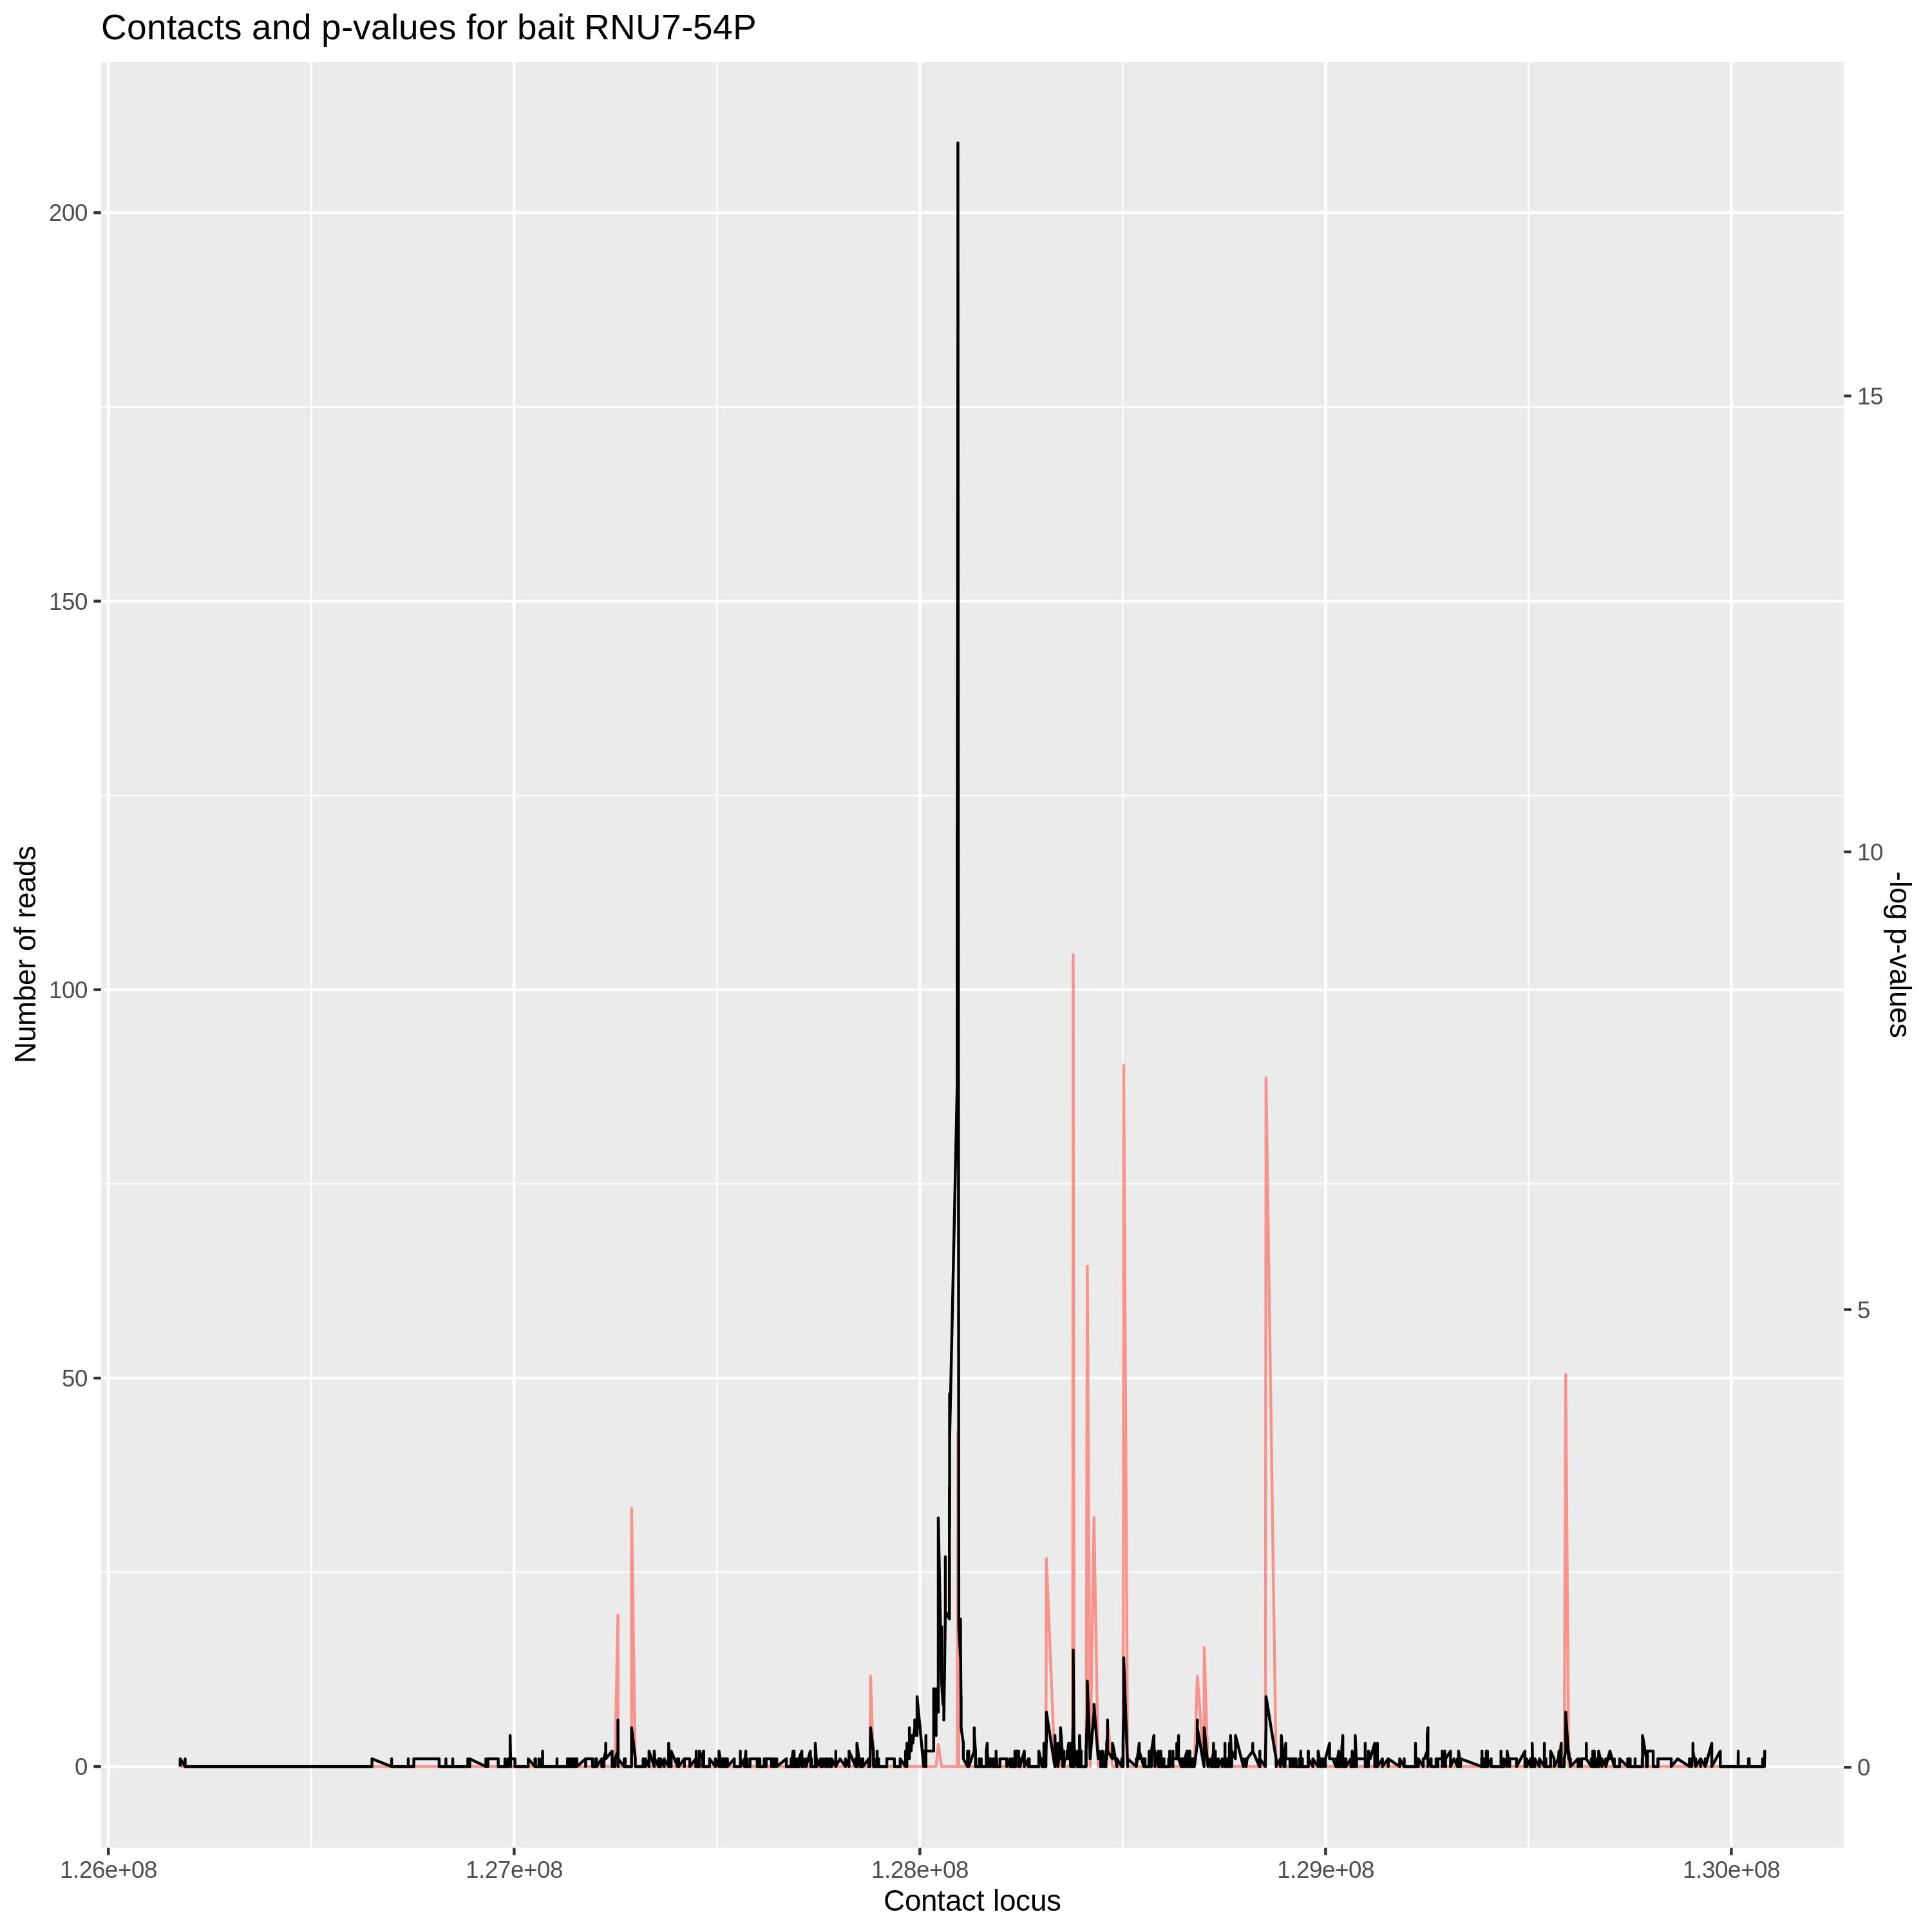 Contacts and p-values for bait RNU7-54P
200
150
100
50
0
Number of reads
15
10
5
0
-log p-values
1.26e+08
1.27e+08
1.28e+08
1.29e+08
1.30e+08
Contact locus